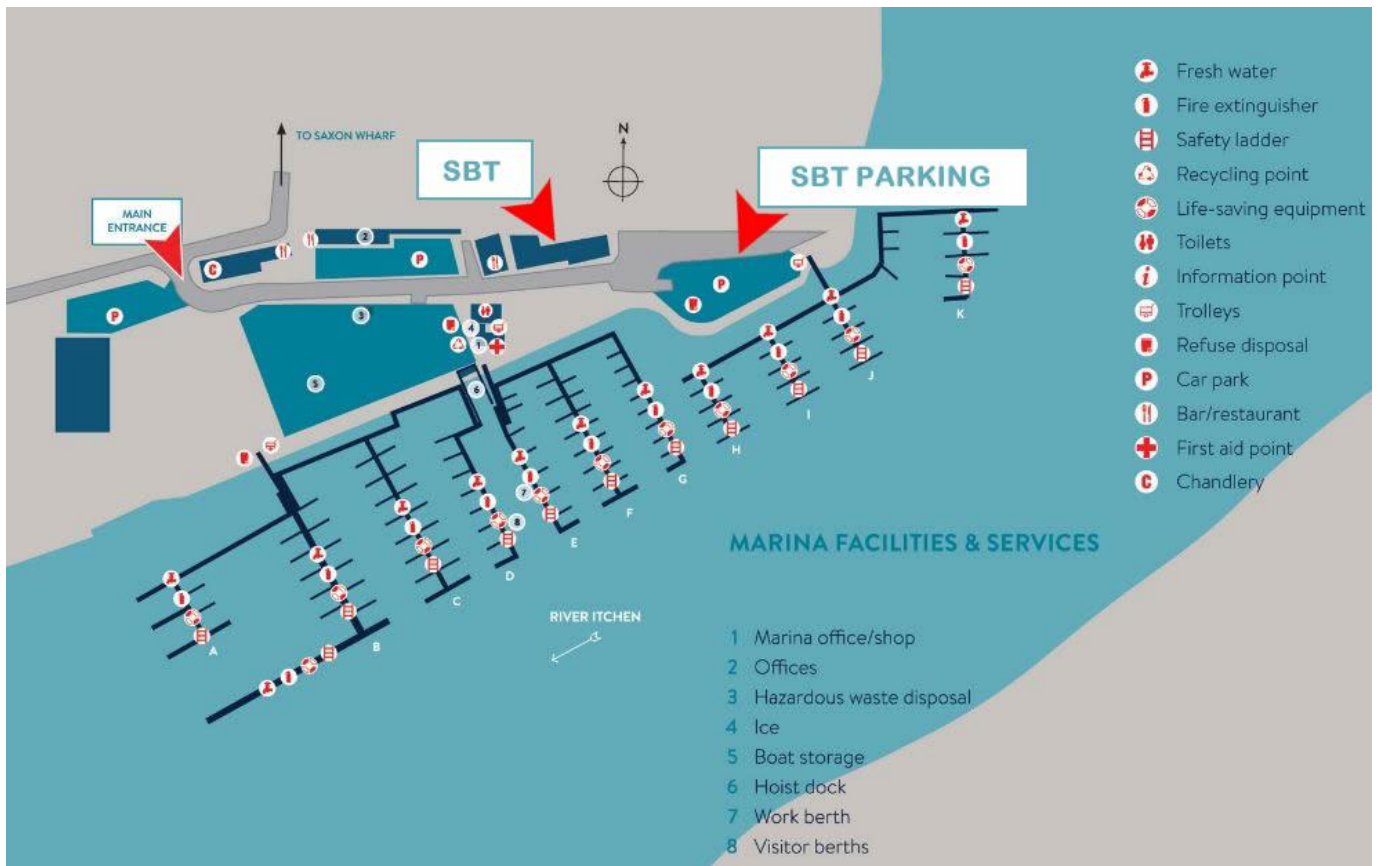 TO SAXON WHARF
N
SBT
SBT PARKING
MAIN
ENTRANCE
2
P
C
P
P
3
4
1
5
6
7
8
K
J
I
H
G
F
E
D
C
B
A
RIVER ITCHEN
Fresh water
Fire extinguisher
Safety ladder
Recycling point
Life-saving equipment
Toilets
i Information point
Trolleys
Refuse disposal
P Car park
Bar/restaurant
First aid point
C Chandlery
MARINA FACILITIES & SERVICES
1 Marina office/shop
2 Offices
3 Hazardous waste disposal
4 Ice
5 Boat storage
6 Hoist dock
7 Work berth
8 Visitor berths